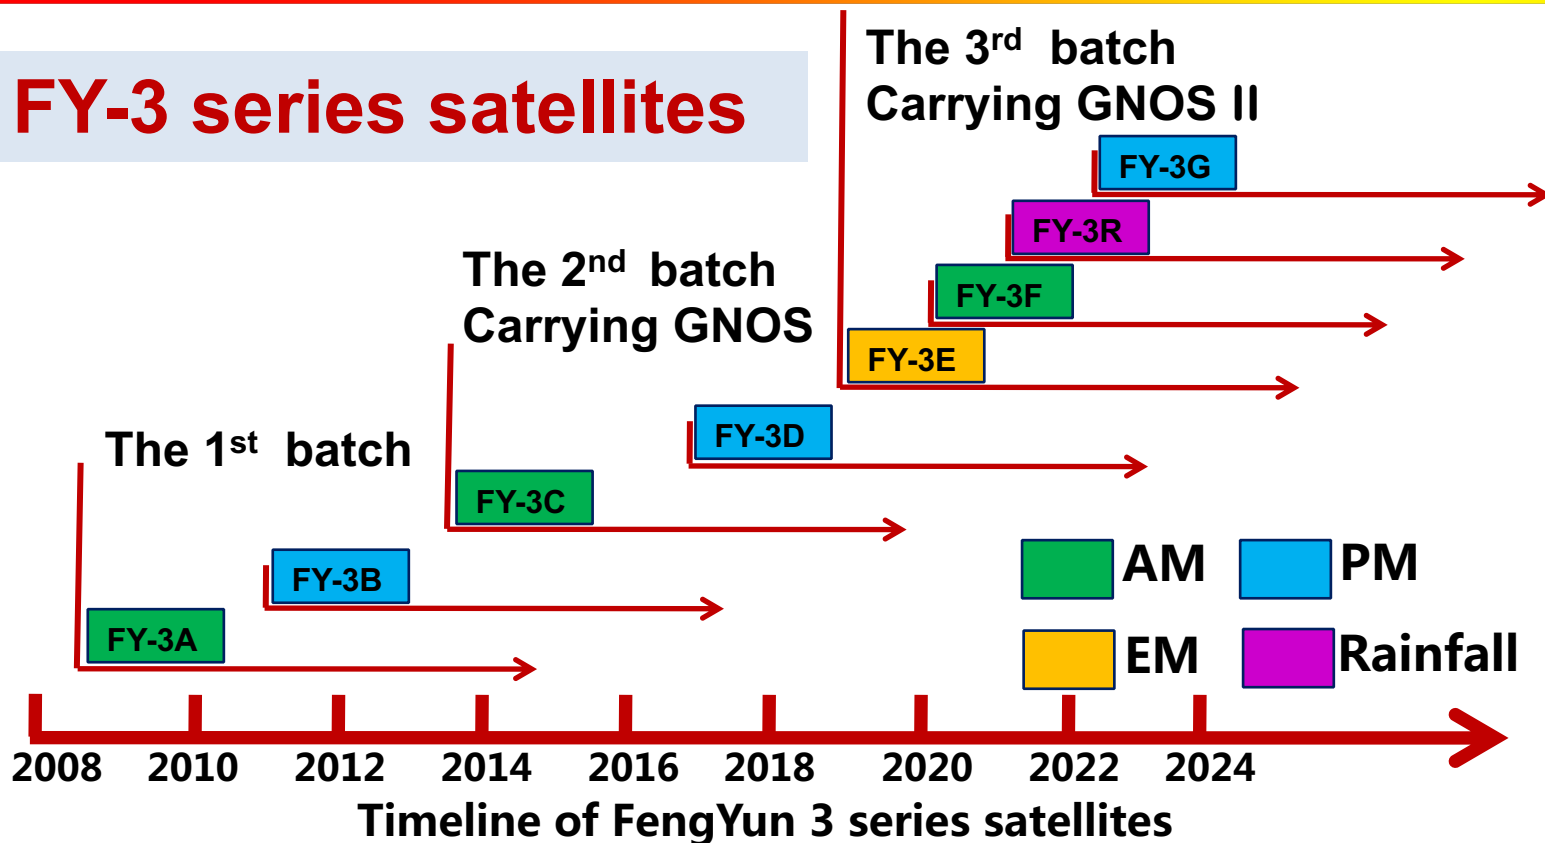 FY-3 series satellites
The 3rd batch
Carrying GNOS II
FY-3G
FY-3R
FY-3F
FY-3E
The 2nd batch
Carrying GNOS
FY-3D
FY-3C
The 1st batch
FY-3B
FY-3A
AM
PM
EM
Rainfall
2008 2010 2012 2014 2016 2018 2020 2022 2024
Timeline of FengYun 3 series satellites